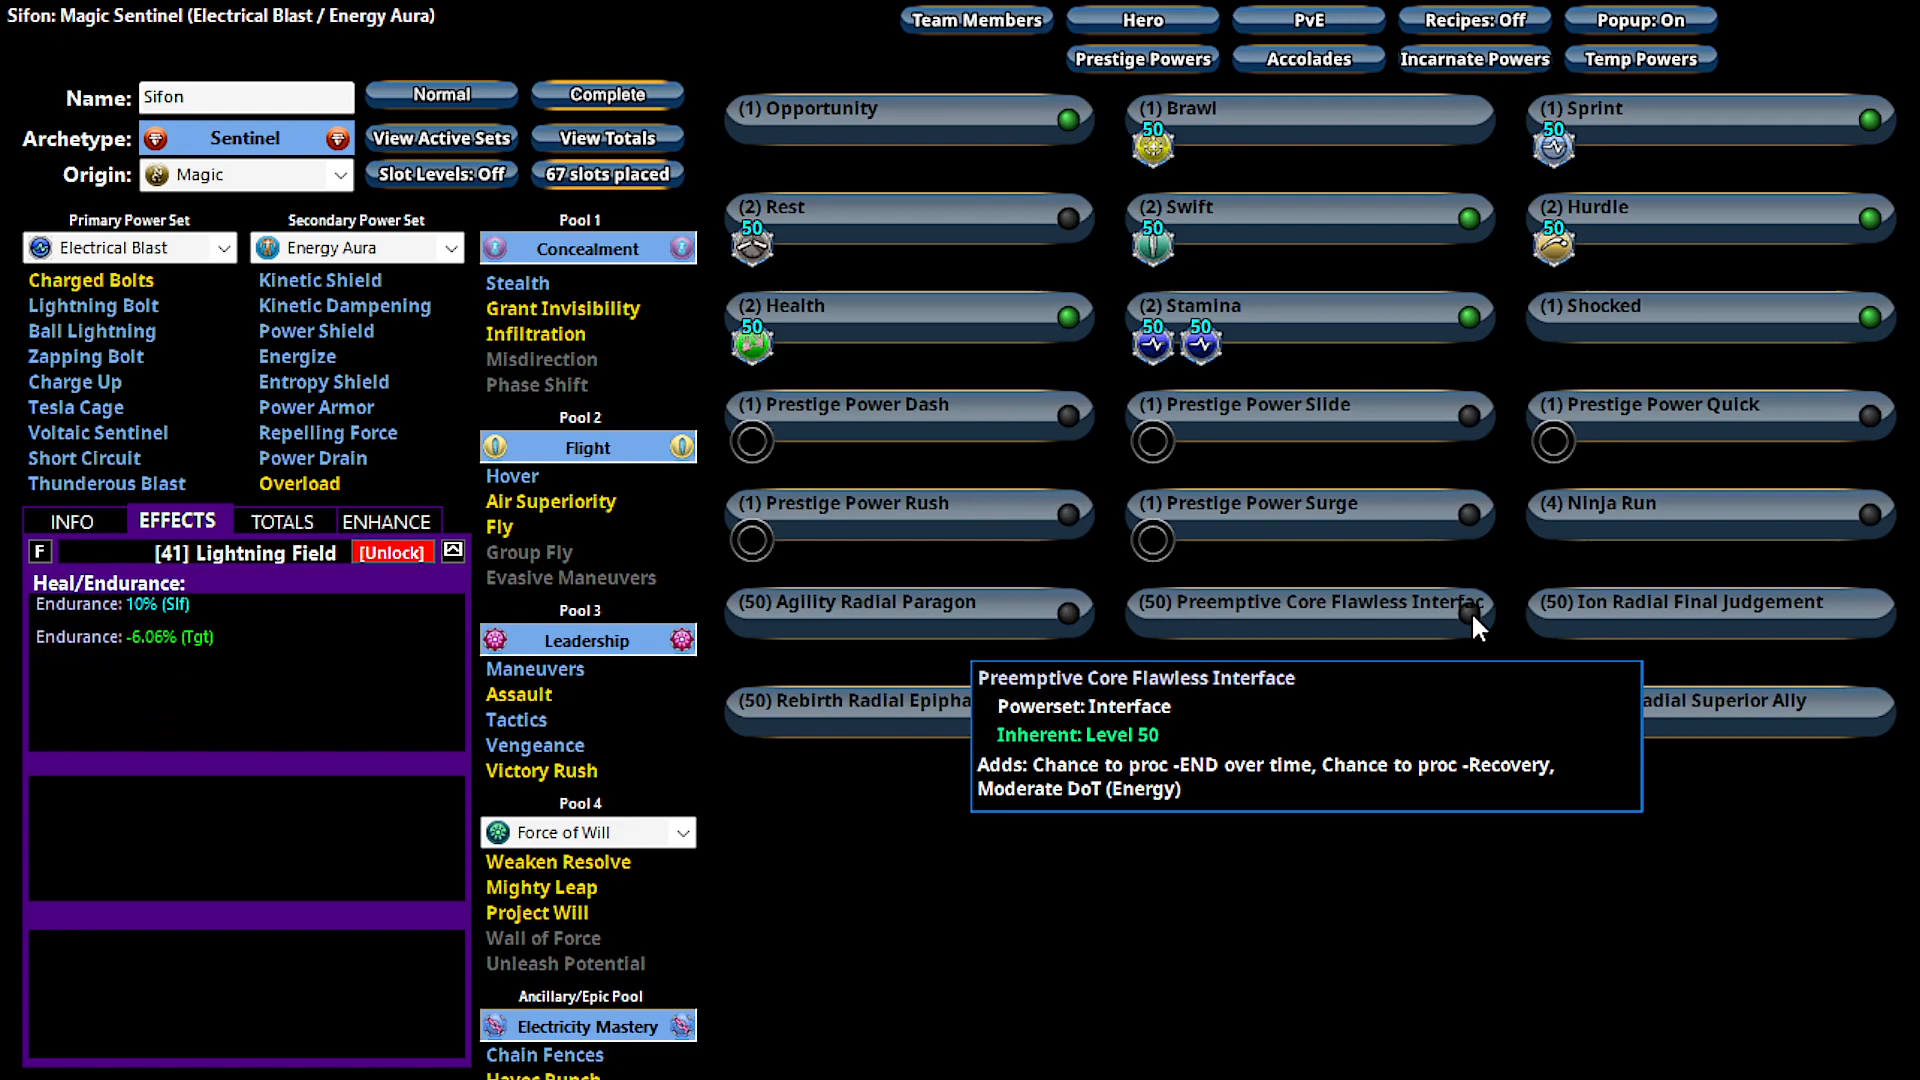 Sifon: Magic Sentinel (Electrical Blast / Energy Aura)
Team Members
Hero
PvE
Recipes: Off
Popup: On
Prestige Powers
Accolades
Incarnate Powers
Temp Powers
Name:
Sifon
Normal
Complete
Archetype:
Sentinel
View Active Sets
View Totals
Origin:
Magic
Slot Levels: Off
67 slots placed
Primary Power Set
Secondary Power Set
Electrical Blast
Energy Aura
Charged Bolts
Lightning Bolt
Ball Lightning
Zapping Bolt
Charge Up
Tesla Cage
Voltaic Sentinel
Short Circuit
Thunderous Blast
Kinetic Shield
Kinetic Dampening
Power Shield
Energize
Entropy Shield
Power Armor
Repelling Force
Power Drain
Overload
INFO
EFFECTS
TOTALS
ENHANCE
F
[41] Lightning Field
[Unlock]
Heal/Endurance:
Endurance: 10% (Slf)
Endurance: -6.06% (Tgt)
Pool 1
Concealment
Stealth
Grant Invisibility
Infiltration
Misdirection
Phase Shift
Pool 2
Flight
Hover
Air Superiority
Fly
Group Fly
Evasive Maneuvers
Pool 3
Leadership
Maneuvers
Assault
Tactics
Vengeance
Victory Rush
Pool 4
Force of Will
Weaken Resolve
Mighty Leap
Project Will
Wall of Force
Unleash Potential
Ancillary/Epic Pool
Electricity Mastery
Chain Fences
Havoc Punch
(1) Opportunity
(1) Brawl
50
(1) Sprint
50
(2) Rest
50
(2) Swift
50
(2) Hurdle
50
(2) Health
50
(2) Stamina
50
50
(1) Shocked
(1) Prestige Power Dash
(1) Prestige Power Slide
(1) Prestige Power Quick
(1) Prestige Power Rush
(1) Prestige Power Surge
(4) Ninja Run
(50) Agility Radial Paragon
(50) Preemptive Core Flawless Interfac
(50) Ion Radial Final Judgement
(50) Rebirth Radial Epipha
adial Superior Ally
Preemptive Core Flawless Interface
Powerset: Interface
Inherent: Level 50
Adds: Chance to proc -END over time, Chance to proc -Recovery,
Moderate DoT (Energy)